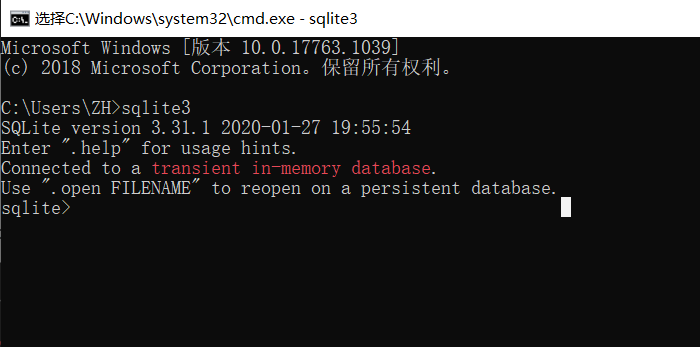 选择C:\Windows\system32\cmd.exe - sqlite3
Microsoft Windows [版本 10.0.17763.1039]
(c) 2018 Microsoft Corporation。保留所有权利。
C:\Users\ZH>sqlite3
SQLite version 3.31.1 2020-01-27 19:55:54
Enter ".help" for usage hints.
Connected to a transient in-memory database.
Use ".open FILENAME" to reopen on a persistent database.
sqlite>